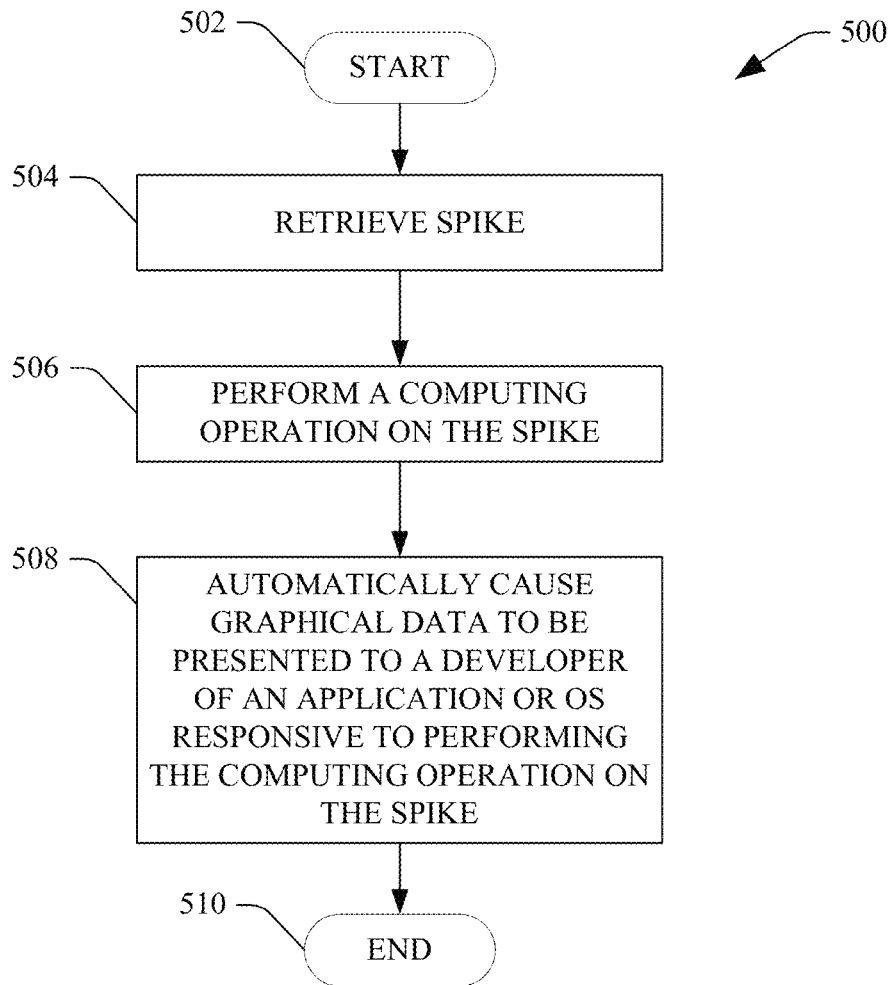 502
START
500
504
RETRIEVE SPIKE
506
PERFORM A COMPUTING
OPERATION ON THE SPIKE
508
AUTOMATICALLY CAUSE
GRAPHICAL DATA TO BE
PRESENTED TO A DEVELOPER
OF AN APPLICATION OR OS
RESPONSIVE TO PERFORMING
THE COMPUTING OPERATION ON
THE SPIKE
510
END